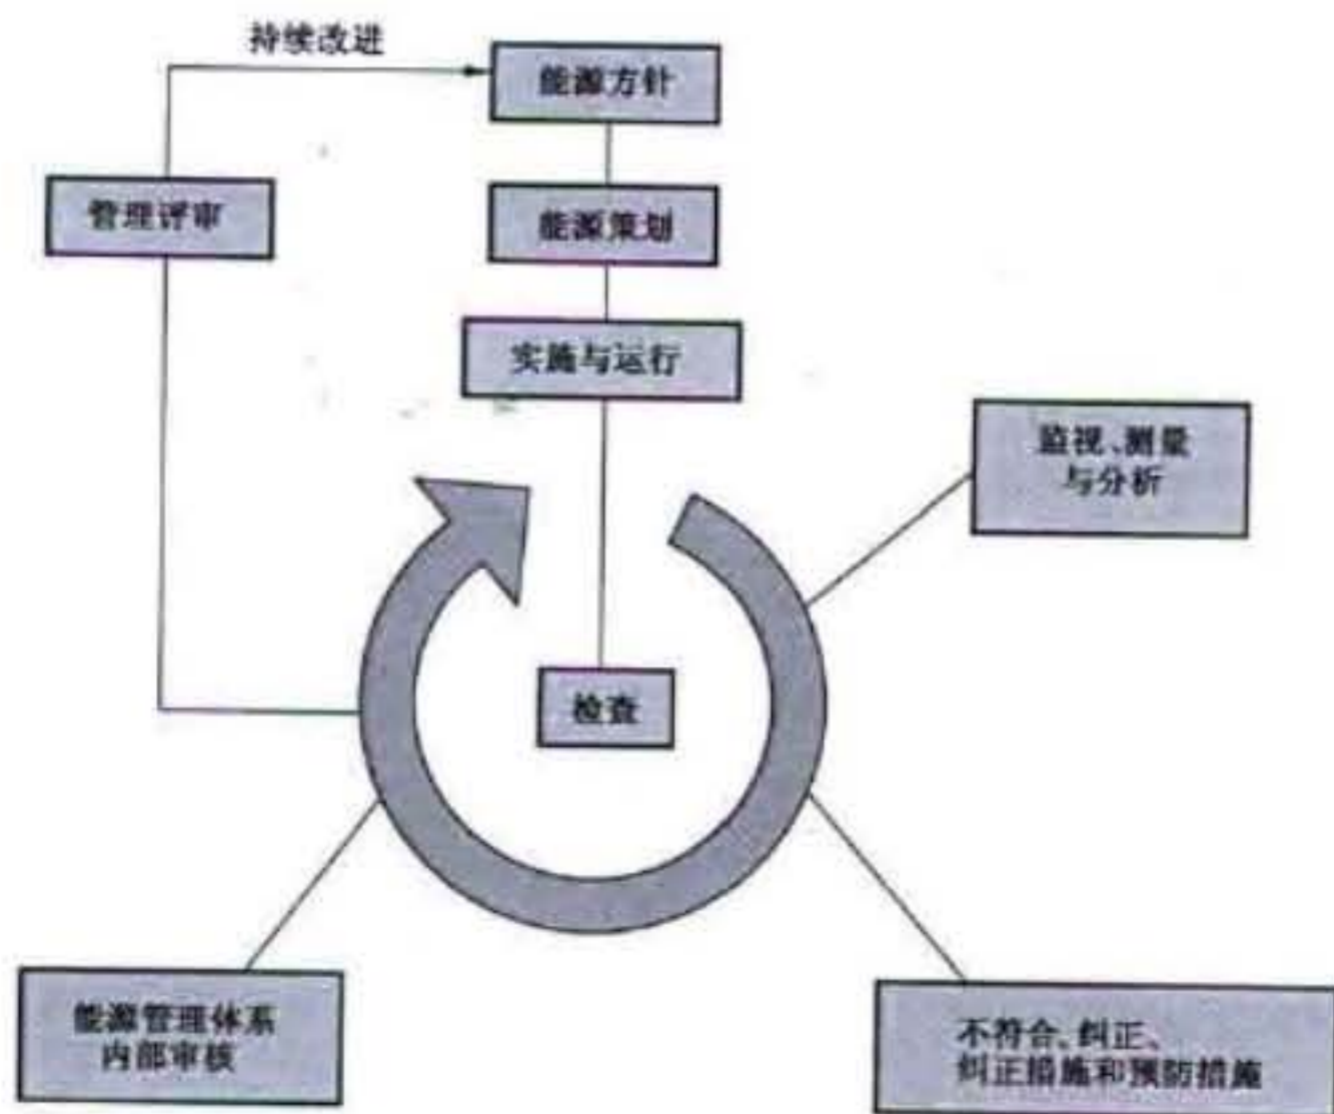 持续改进
能源方针
管理评审
能源策划
实施与运行
监视、测量
与分析
检查
能源管理体系
内部审核
不符合、纠正、
纠正措施和预防措施